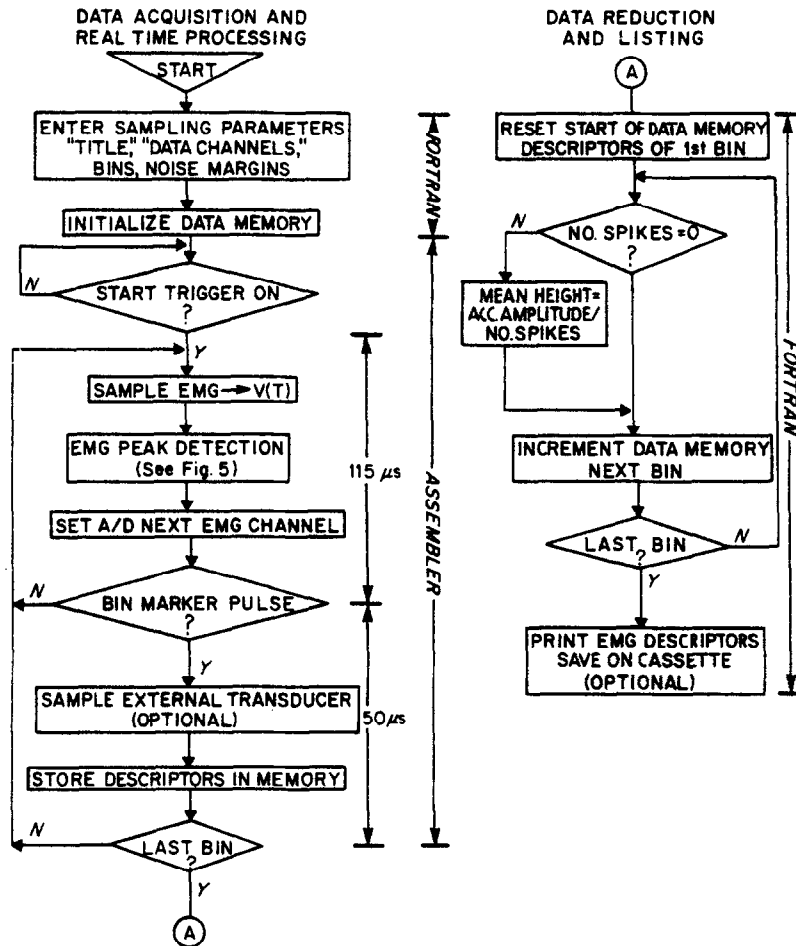 DATA ACQUISITION AND
REAL TIME PROCESSING
START
ENTER SAMPLING PARAMETERS
"TITLE," "DATA CHANNELS,"
BINS, NOISE MARGINS
INITIALIZE DATA MEMORY
N
START TRIGGER ON
?
Y
SAMPLE EMG → V(T)
EMG PEAK DETECTION
(See Fig. 5)
SET A/D NEXT EMG CHANNEL
N
BIN MARKER PULSE
?
Y
SAMPLE EXTERNAL TRANSDUCER
(OPTIONAL)
STORE DESCRIPTORS IN MEMORY
N
LAST BIN
?
Y
A
115 µs
50 µs
FORTRAN
ASSEMBLER
DATA REDUCTION
AND LISTING
A
RESET START OF DATA MEMORY
DESCRIPTORS OF 1st BIN
N
NO. SPIKES=0
?
MEAN HEIGHT=
ACC. AMPLITUDE/
NO. SPIKES
INCREMENT DATA MEMORY
NEXT BIN
LAST BIN
?
N
Y
PRINT EMG DESCRIPTORS
SAVE ON CASSETTE
(OPTIONAL)
FORTRAN